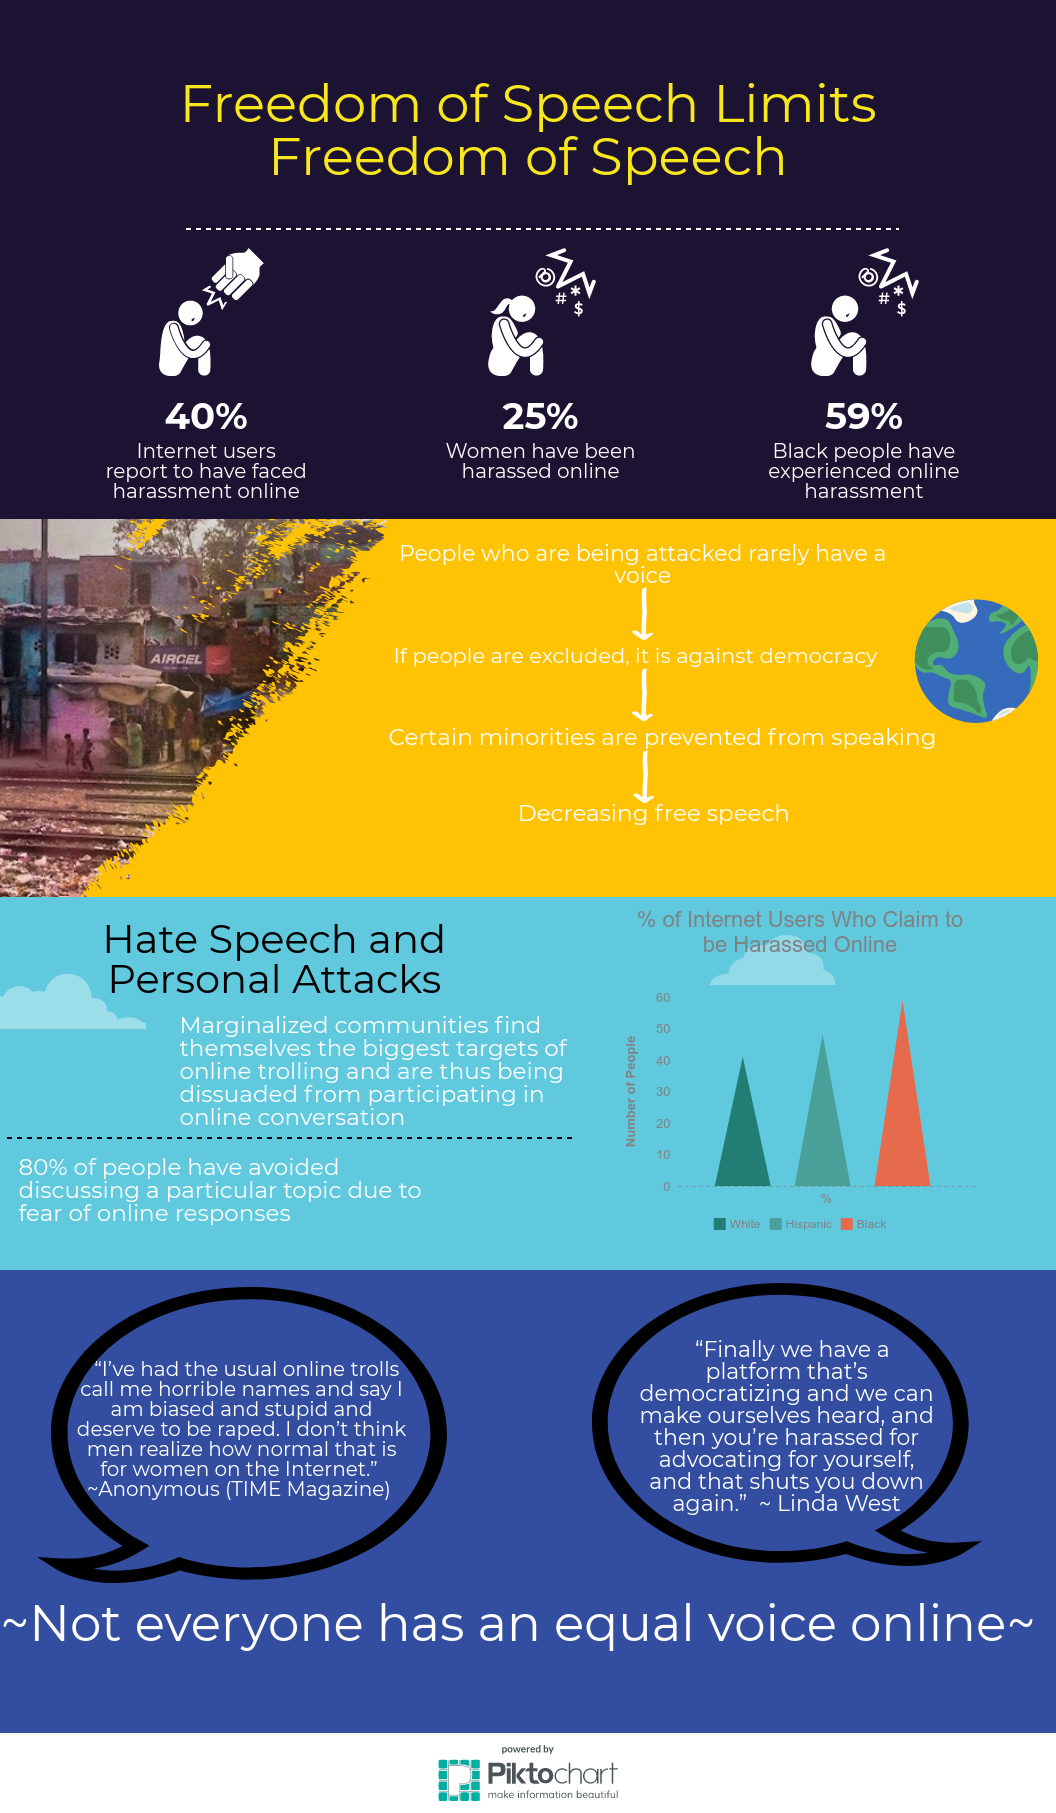 Freedom of Speech Limits
Freedom of Speech
#*
$
#*
$
40%
Internet users
report to have faced
harassment online
25%
Women have been
harassed online
59%
Black people have
experienced online
harassment
People who are being attacked rarely have a
voice
If people are excluded, it is against democracy
Certain minorities are prevented from speaking
Decreasing free speech
AIRCEL
Hate Speech and
Personal Attacks
Marginalized communities find
themselves the biggest targets of
online trolling and are thus being
dissuaded from participating in
online conversation
80% of people have avoided
discussing a particular topic due to
fear of online responses
% of Internet Users Who Claim to
be Harassed Online
Number of People
60
50
40
30
20
10
0
%
White Hispanic Black
“I’ve had the usual online trolls
call me horrible names and say I
am biased and stupid and
deserve to be raped. I don’t think
men realize how normal that is
for women on the Internet.”
~Anonymous (TIME Magazine)
“Finally we have a
platform that’s
democratizing and we can
make ourselves heard, and
then you’re harassed for
advocating for yourself,
and that shuts you down
again.” ~ Linda West
~Not everyone has an equal voice online~
powered by
Piktochart
make information beautiful